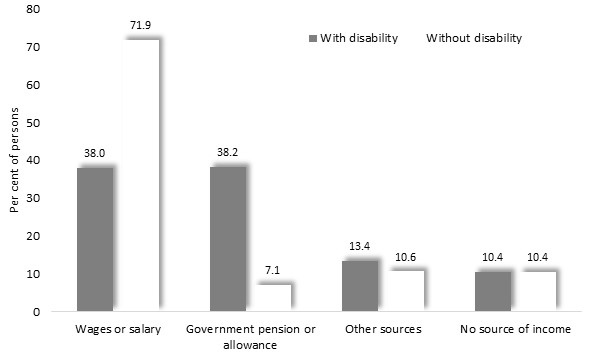 80
70
60
50
40
30
20
10
0
Per cent of persons
With disability Without disability
38.0 71.9
38.2 7.1
13.4 10.6
10.4 10.4
Wages or salary
Government pension or
allowance
Other sources
No source of income